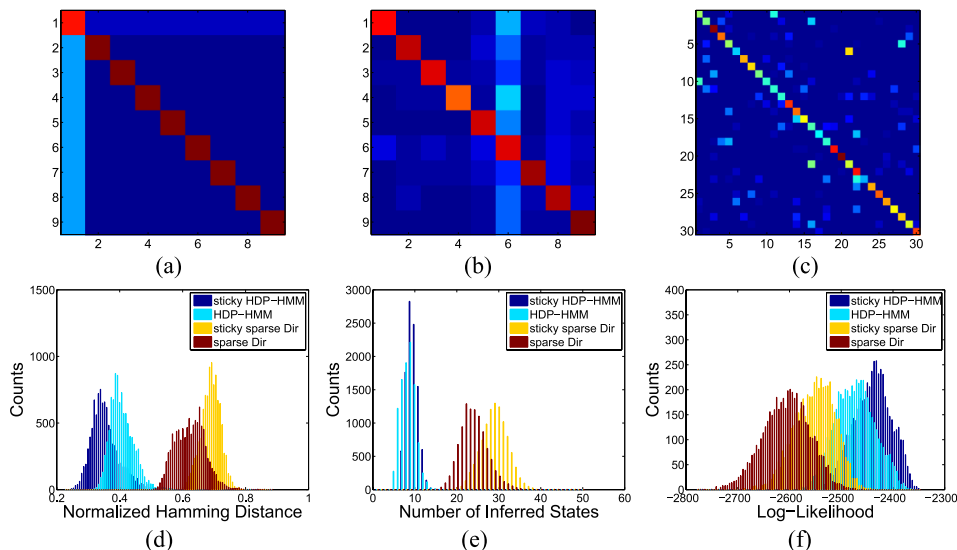 1
2
3
4
5
6
7
8
9
2 4 6 8
(a)
1
2
3
4
5
6
7
8
9
2 4 6 8
(b)
5
10
15
20
25
30
5 10 15 20 25 30
(c)
1500
1000
500
0
Counts
sticky HDP-HMM
HDP-HMM
sticky sparse Dir
sparse Dir
0.2 0.4 0.6 0.8 1
Normalized Hamming Distance
(d)
3000
2500
2000
1500
1000
500
0
Counts
sticky HDP-HMM
HDP-HMM
sticky sparse Dir
sparse Dir
0 10 20 30 40 50 60
Number of Inferred States
(e)
400
350
300
250
200
150
100
50
0
Counts
sticky HDP-HMM
HDP-HMM
sticky sparse Dir
sparse Dir
−2800 −2700 −2600 −2500 −2400 −2300
Log-Likelihood
(f)